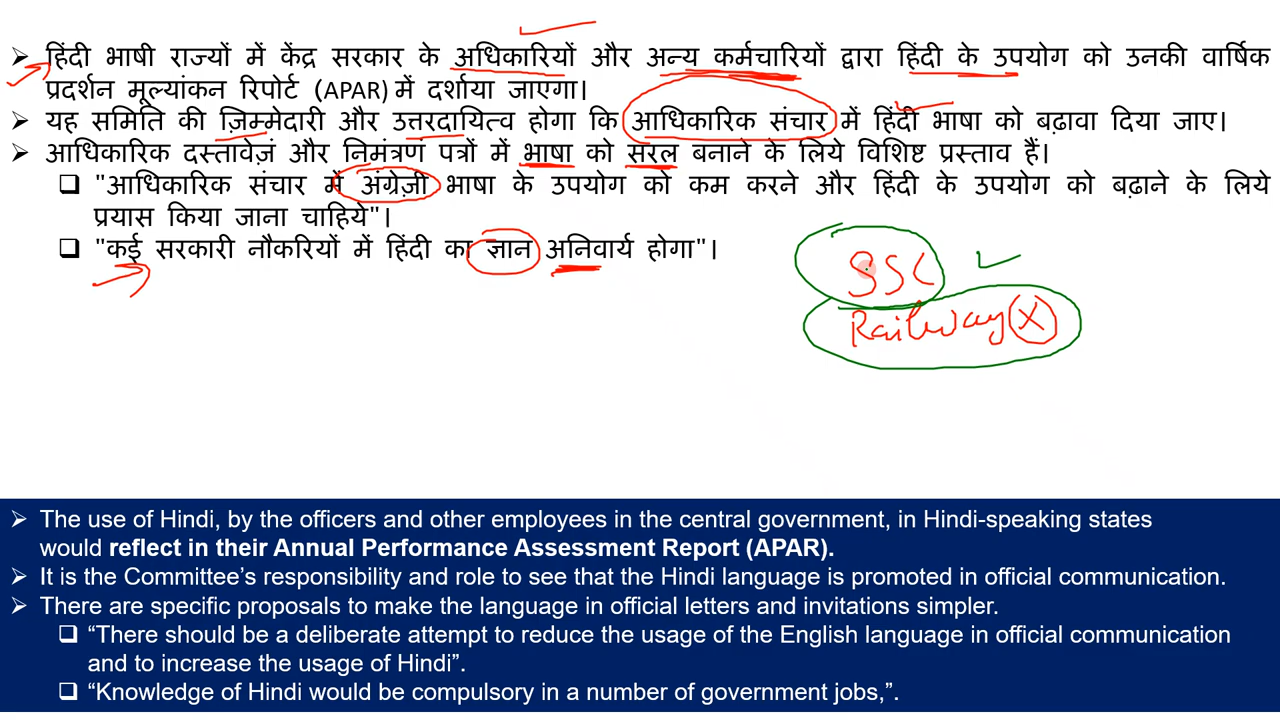 ➢ हिंदी भाषी राज्यों में केंद्र सरकार के अधिकारियों और अन्य कर्मचारियों द्वारा हिंदी के उपयोग को उनकी वार्षिक
प्रदर्शन मूल्यांकन रिपोर्ट (APAR) में दर्शाया जाएगा।
➢ यह समिति की ज़िम्मेदारी और उत्तरदायित्व होगा कि आधिकारिक संचार में हिंदी भाषा को बढ़ावा दिया जाए।
➢ आधिकारिक दस्तावेज़ं और निमंत्रणं पत्रों में भाषा को सरल बनाने के लिये विशिष्ट प्रस्ताव हैं।
❑ "आधिकारिक संचार में अंग्रेज़ी भाषा के उपयोग को कम करने और हिंदी के उपयोग को बढ़ाने के लिये
प्रयास किया जाना चाहिये"।
❑ "कई सरकारी नौकरियों में हिंदी का ज्ञान अनिवार्य होगा"।
SSC
Railway (X)
➢ The use of Hindi, by the officers and other employees in the central government, in Hindi-speaking states
would reflect in their Annual Performance Assessment Report (APAR).
➢ It is the Committee's responsibility and role to see that the Hindi language is promoted in official communication.
➢ There are specific proposals to make the language in official letters and invitations simpler.
❑ “There should be a deliberate attempt to reduce the usage of the English language in official communication
and to increase the usage of Hindi”.
❑ “Knowledge of Hindi would be compulsory in a number of government jobs,”.